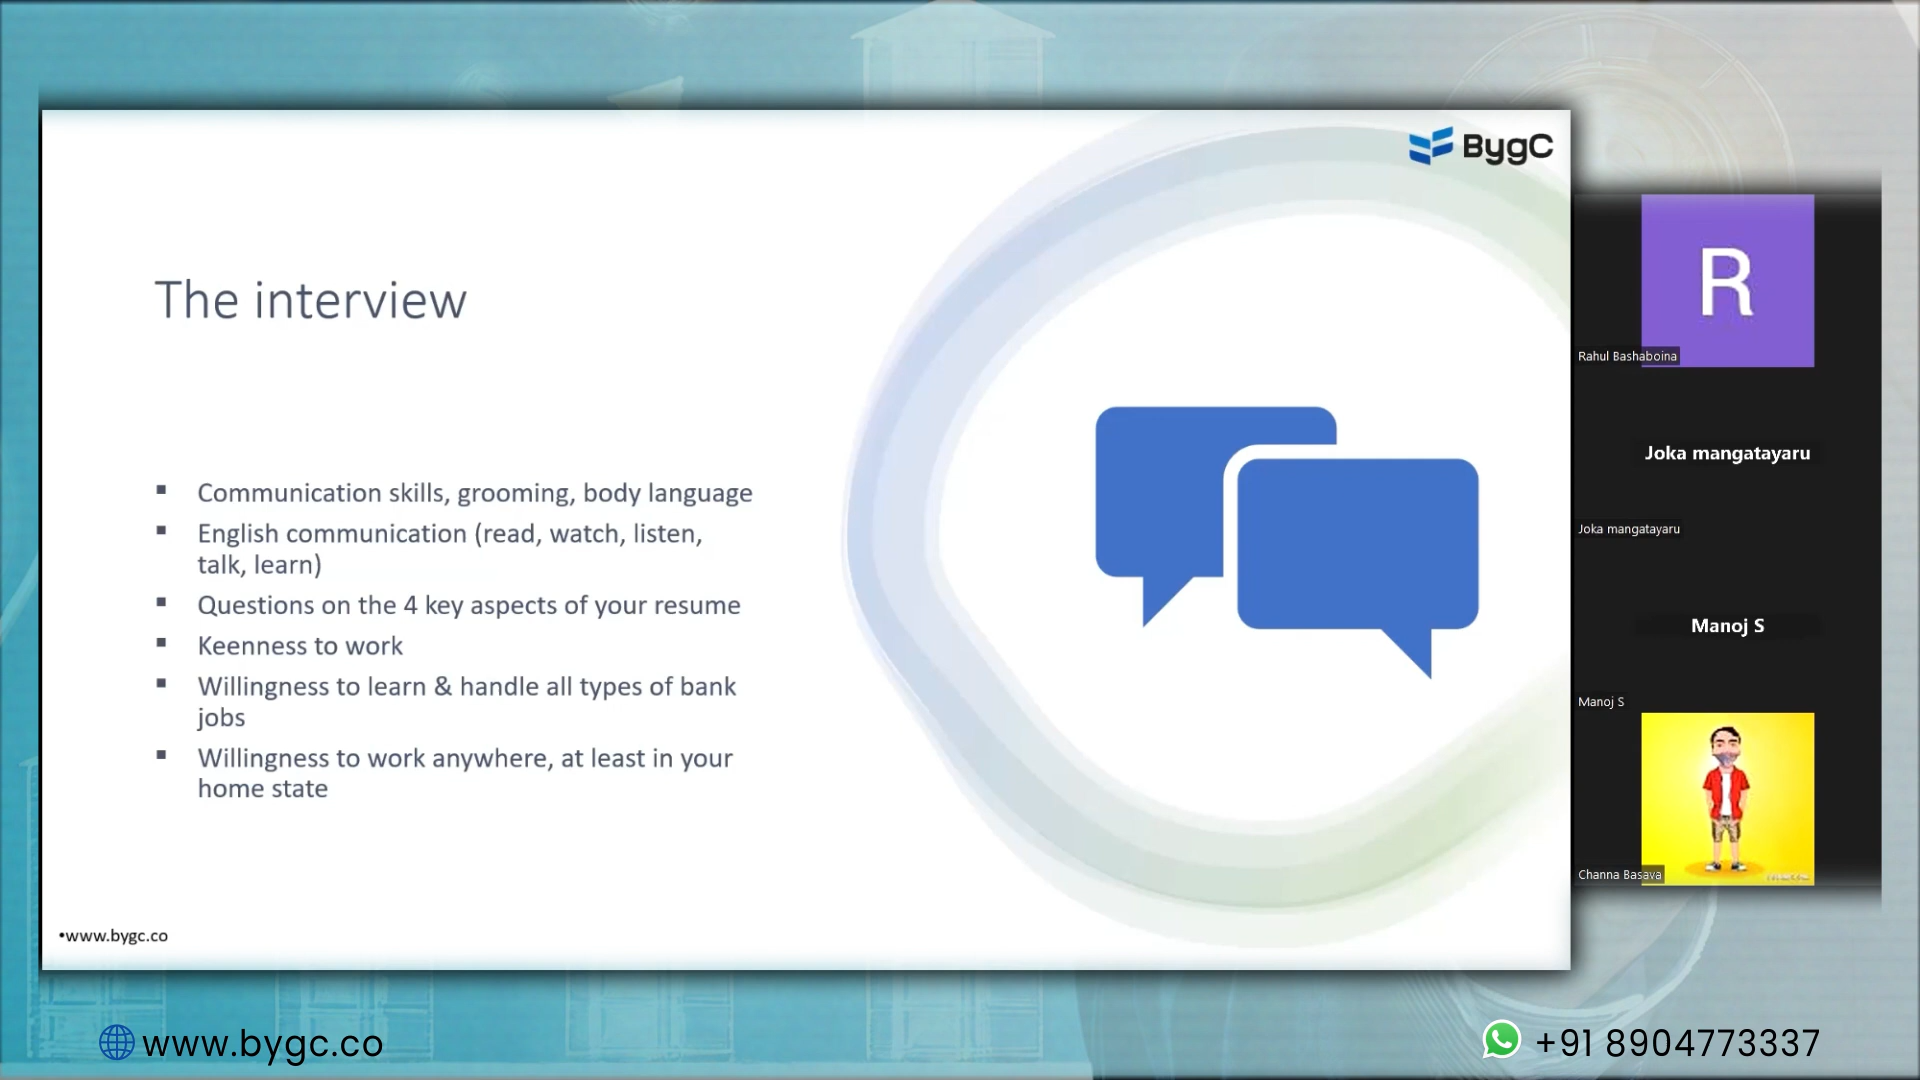 BygC
The interview
▪ Communication skills, grooming, body language
▪ English communication (read, watch, listen,
talk, learn)
▪ Questions on the 4 key aspects of your resume
▪ Keenness to work
▪ Willingness to learn & handle all types of bank
jobs
▪ Willingness to work anywhere, at least in your
home state
•www.bygc.co
R
Rahul Bashaboina
Joka mangatayaru
Joka mangatayaru
Manoj S
Manoj S
Channa Basava
www.bygc.co
+91 8904773337